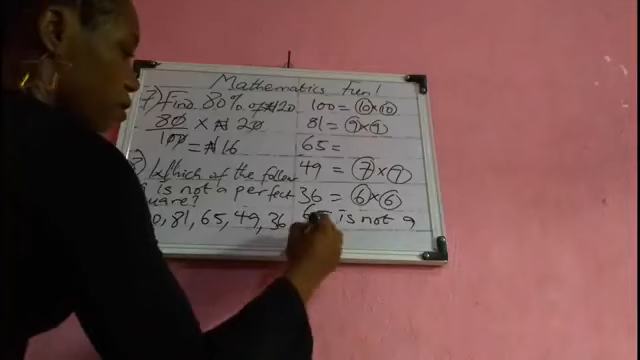 Mathematics Fun!
7) Find 80% of ₦20
80/100 × ₦20
= ₦16
Which of the follow
is not a perfect
uare?
0, 81, 65, 49, 36
100 = 10×10
81 = 9×9
65 =
49 = 7×7
36 = 6×6
65 is not a